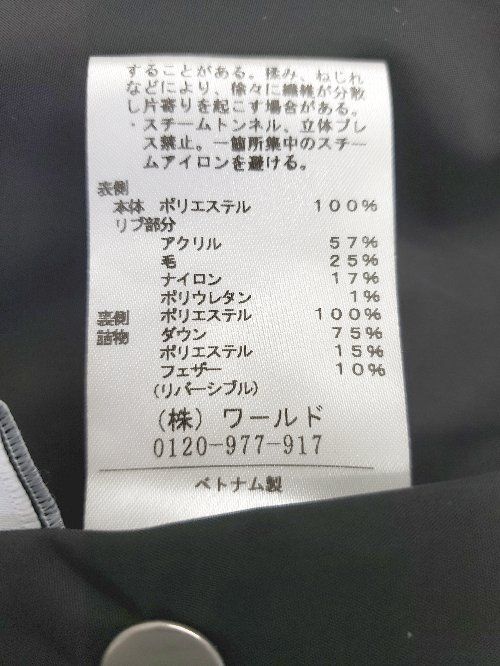 することがある。揉み、ねじれ
などにより、徐々に繊維が分散
し片寄りを起こす場合がある。
・スチームトンネル、立体プレ
ス禁止。一箇所集中のスチー
ムアイロンを避ける。
表側
本体 ポリエステル 100%
リブ部分
アクリル 57%
毛 25%
ナイロン 17%
ポリウレタン 1%
裏側 ポリエステル 100%
詰物 ダウン 75%
ポリエステル 15%
フェザー 10%
(リバーシブル)
(株) ワールド
0120-977-917
ベトナム製